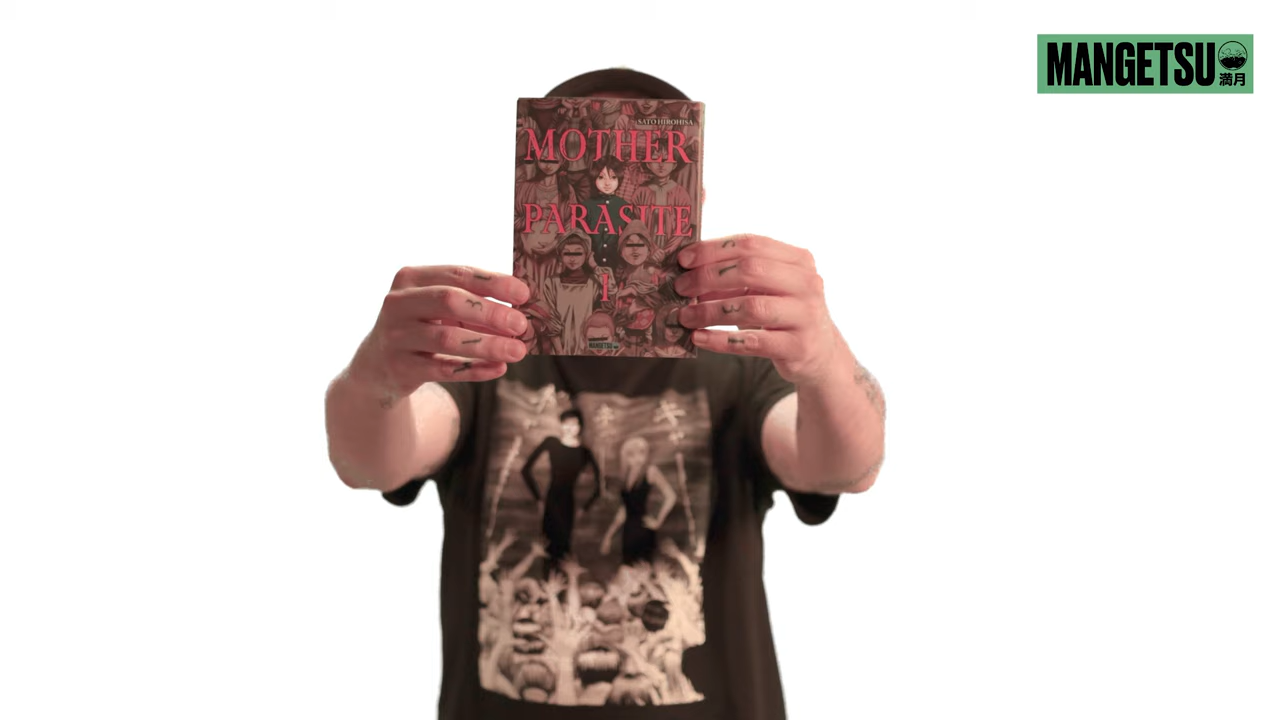 MANGETSU
満月
SATO HIROHISA
MOTHER
PARASITE
1
MANGETSU